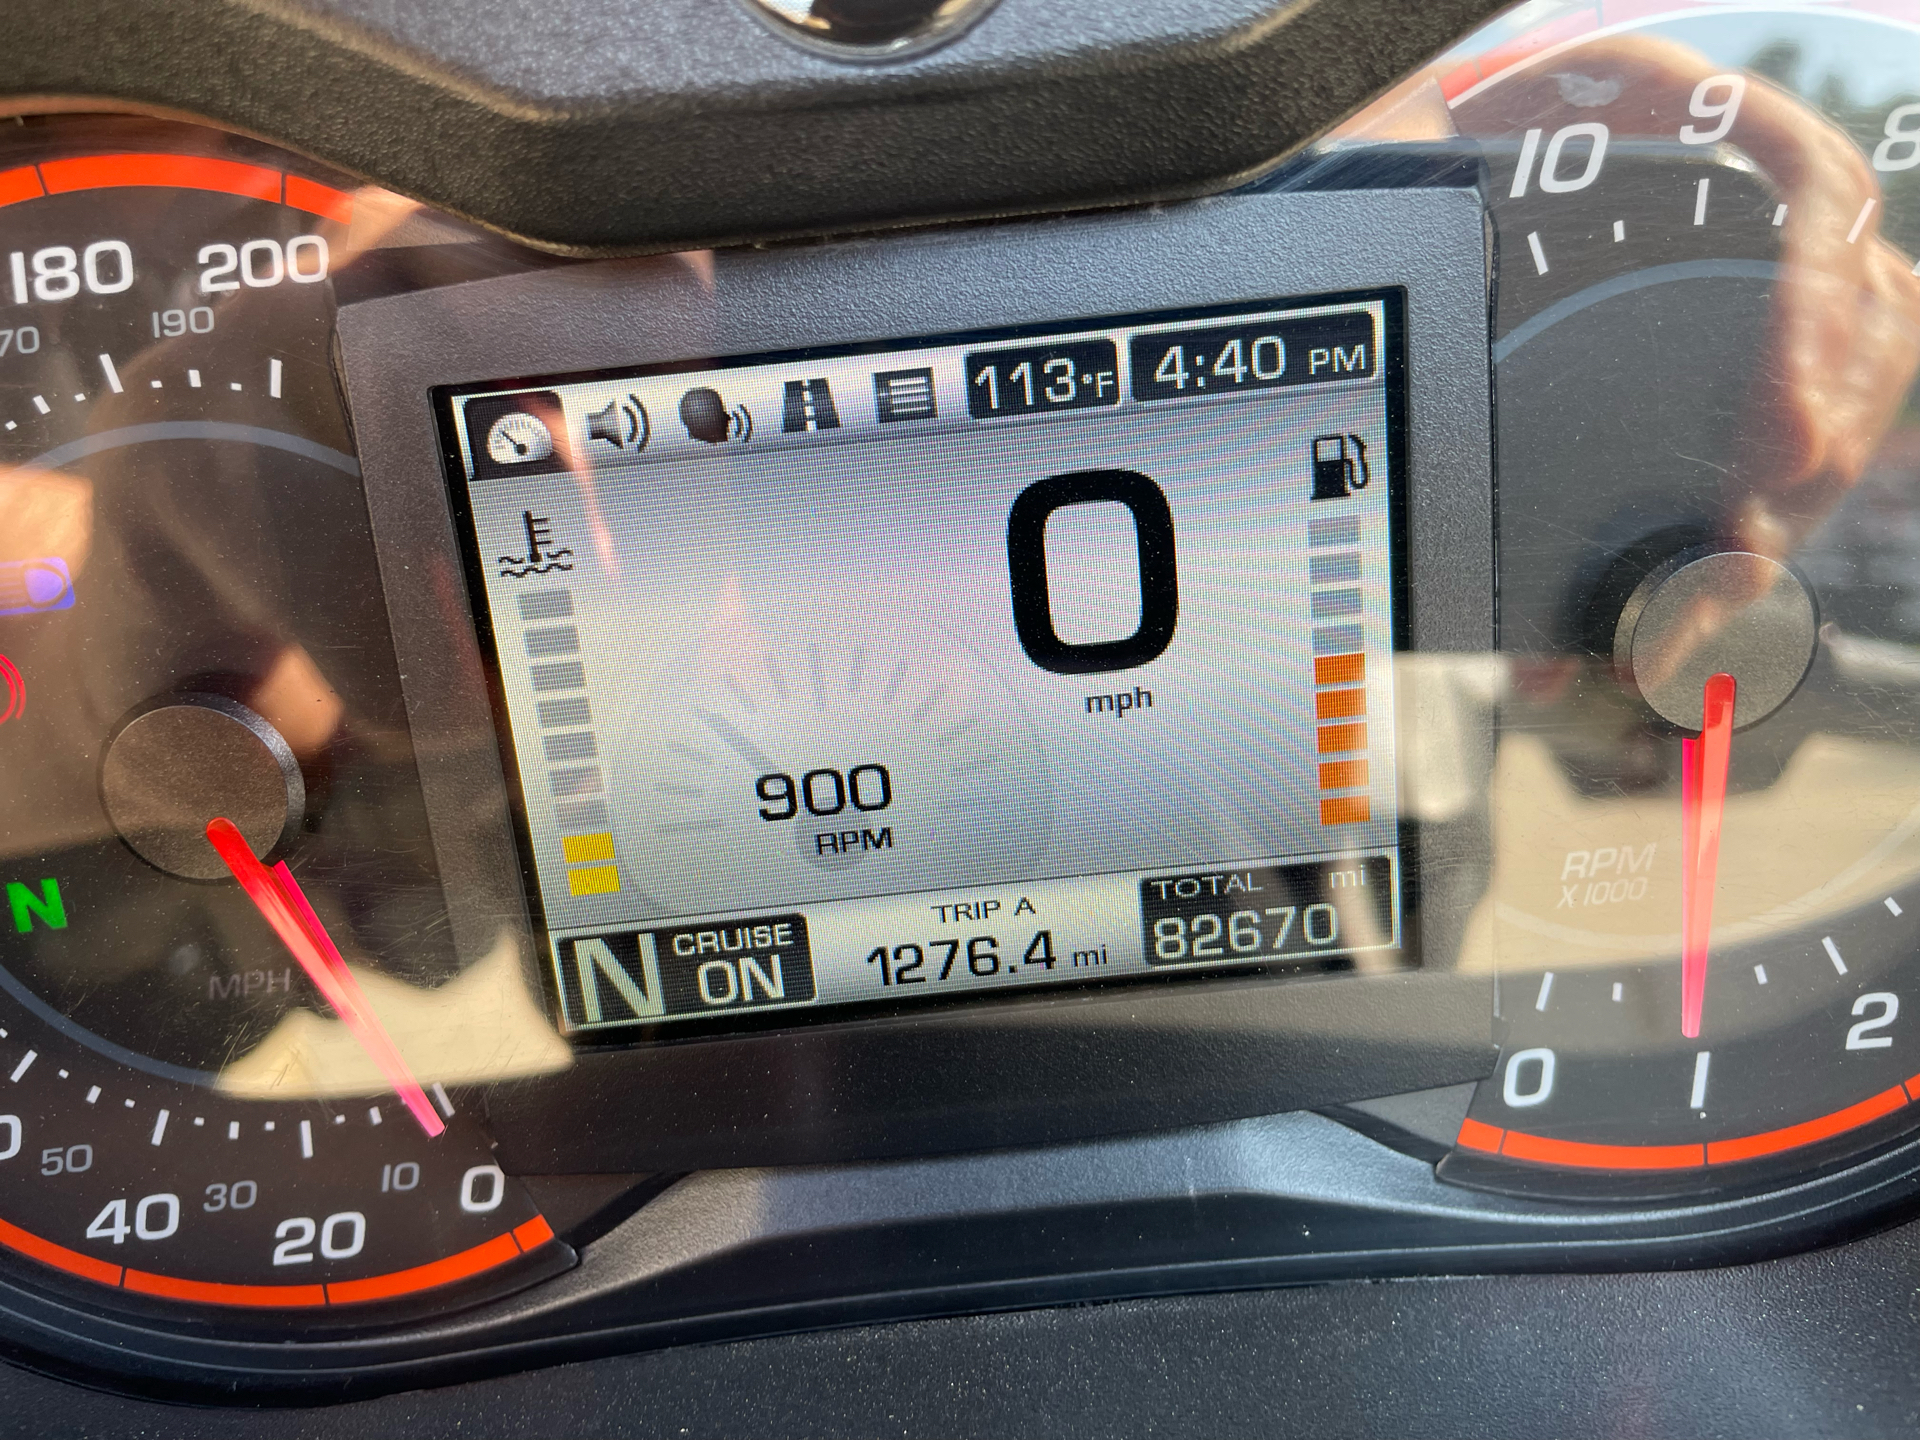 180 200
70 190
113°F 4:40 PM
10 9 8
0
mph
900
RPM
N
MPH
N CRUISE ON
TRIP A
1276.4 mi
TOTAL mi
82670
RPM
X 1000
0 1 2
50 40 30 20 10 0